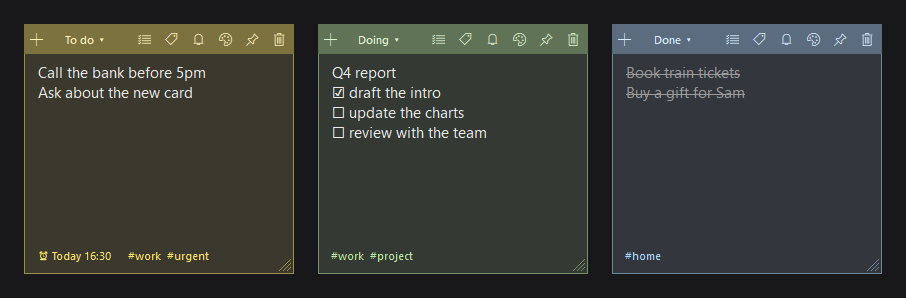 To do
Call the bank before 5pm
Ask about the new card
Today 16:30 #work #urgent
Doing
Q4 report
☑ draft the intro
☐ update the charts
☐ review with the team
#work #project
Done
Book train tickets
Buy a gift for Sam
#home